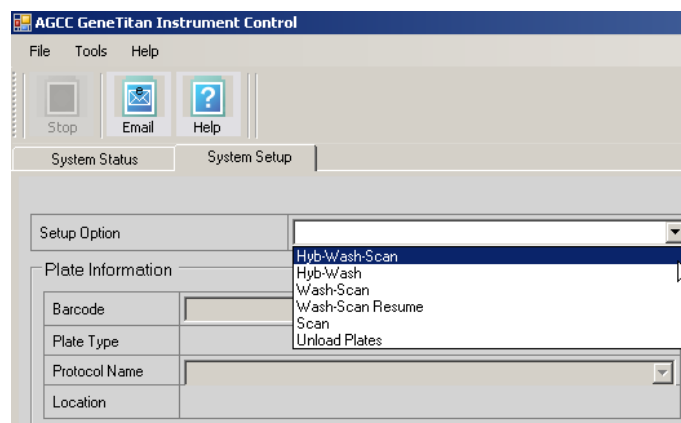 AGCC GeneTitan Instrument Control
File Tools Help
Stop Email Help
System Status System Setup
Setup Option
Hyb-Wash-Scan
Hyb-Wash
Wash-Scan
Wash-Scan Resume
Scan
Unload Plates
Plate Information
Barcode
Plate Type
Protocol Name
Location